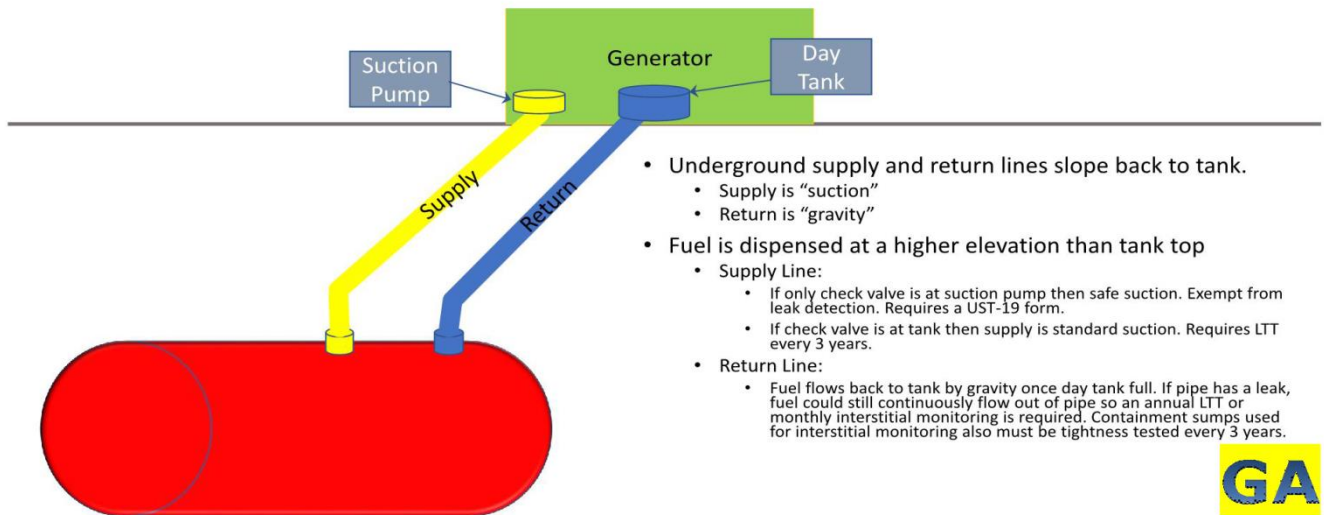 Suction
Pump
Generator
Day
Tank
Supply
Return
• Underground supply and return lines slope back to tank.
• Supply is “suction”
• Return is “gravity”
• Fuel is dispensed at a higher elevation than tank top
• Supply Line:
• If only check valve is at suction pump then safe suction. Exempt from
leak detection. Requires a UST-19 form.
• If check valve is at tank then supply is standard suction. Requires LTT
every 3 years.
• Return Line:
• Fuel flows back to tank by gravity once day tank full. If pipe has a leak,
fuel could still continuously flow out of pipe so an annual LTT or
monthly interstitial monitoring is required. Containment sumps used
for interstitial monitoring also must be tightness tested every 3 years.
GA